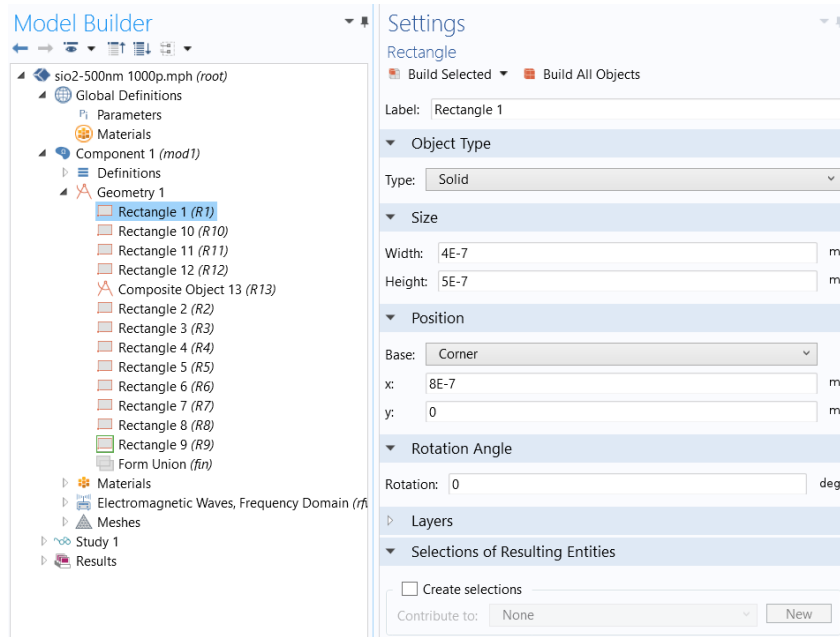 Model Builder
sio2-500nm 1000p.mph (root)
Global Definitions
Pi Parameters
Materials
Component 1 (mod1)
Definitions
Geometry 1
Rectangle 1 (R1)
Rectangle 10 (R10)
Rectangle 11 (R11)
Rectangle 12 (R12)
Composite Object 13 (R13)
Rectangle 2 (R2)
Rectangle 3 (R3)
Rectangle 4 (R4)
Rectangle 5 (R5)
Rectangle 6 (R6)
Rectangle 7 (R7)
Rectangle 8 (R8)
Rectangle 9 (R9)
Form Union (fin)
Materials
Electromagnetic Waves, Frequency Domain (rf
Meshes
Study 1
Results
Settings
Rectangle
Build Selected Build All Objects
Label: Rectangle 1
Object Type
Type: Solid
Size
Width: 4E-7 m
Height: 5E-7 m
Position
Base: Corner
x: 8E-7 m
y: 0 m
Rotation Angle
Rotation: 0 deg
Layers
Selections of Resulting Entities
Create selections
Contribute to: None New